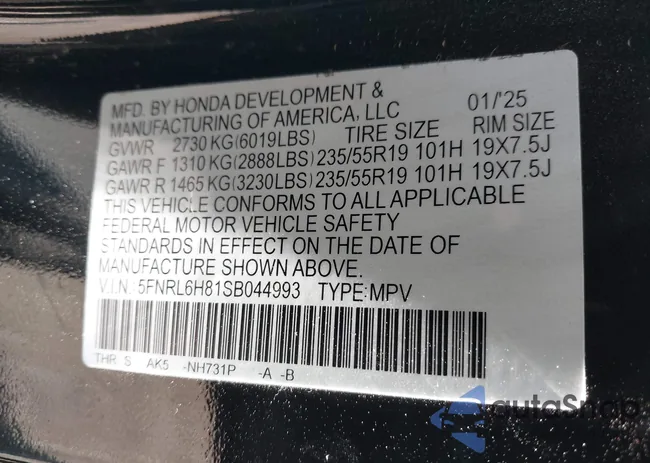 MFD. BY HONDA DEVELOPMENT &
MANUFACTURING OF AMERICA, LLC 01/'25
GVWR 2730 KG(6019LBS) TIRE SIZE RIM SIZE
GAWR F 1310 KG(2888LBS) 235/55R19 101H 19X7.5J
GAWR R 1465 KG(3230LBS) 235/55R19 101H 19X7.5J
THIS VEHICLE CONFORMS TO ALL APPLICABLE
FEDERAL MOTOR VEHICLE SAFETY
STANDARDS IN EFFECT ON THE DATE OF
MANUFACTURE SHOWN ABOVE.
V.I.N.: 5FNRL6H81SB044993 TYPE:MPV
THR S AK5 -NH731P -A -B
autoSnap